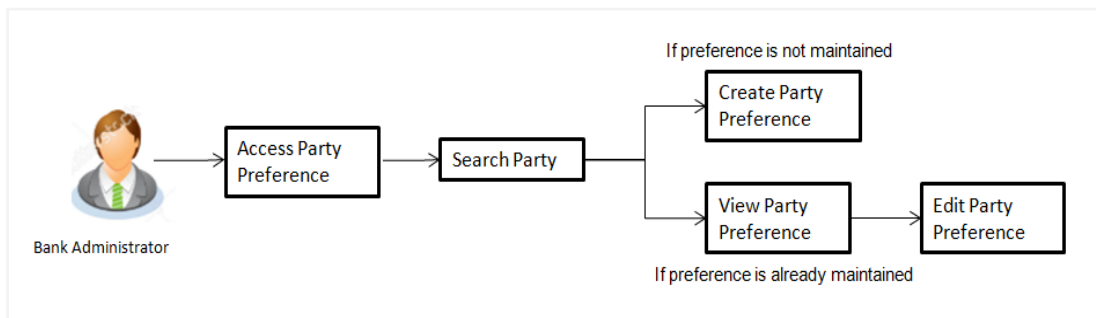 If preference is not maintained
Create Party
Preference
Access Party
Preference
Search Party
View Party
Preference
Edit Party
Preference
Bank Administrator
If preference is already maintained